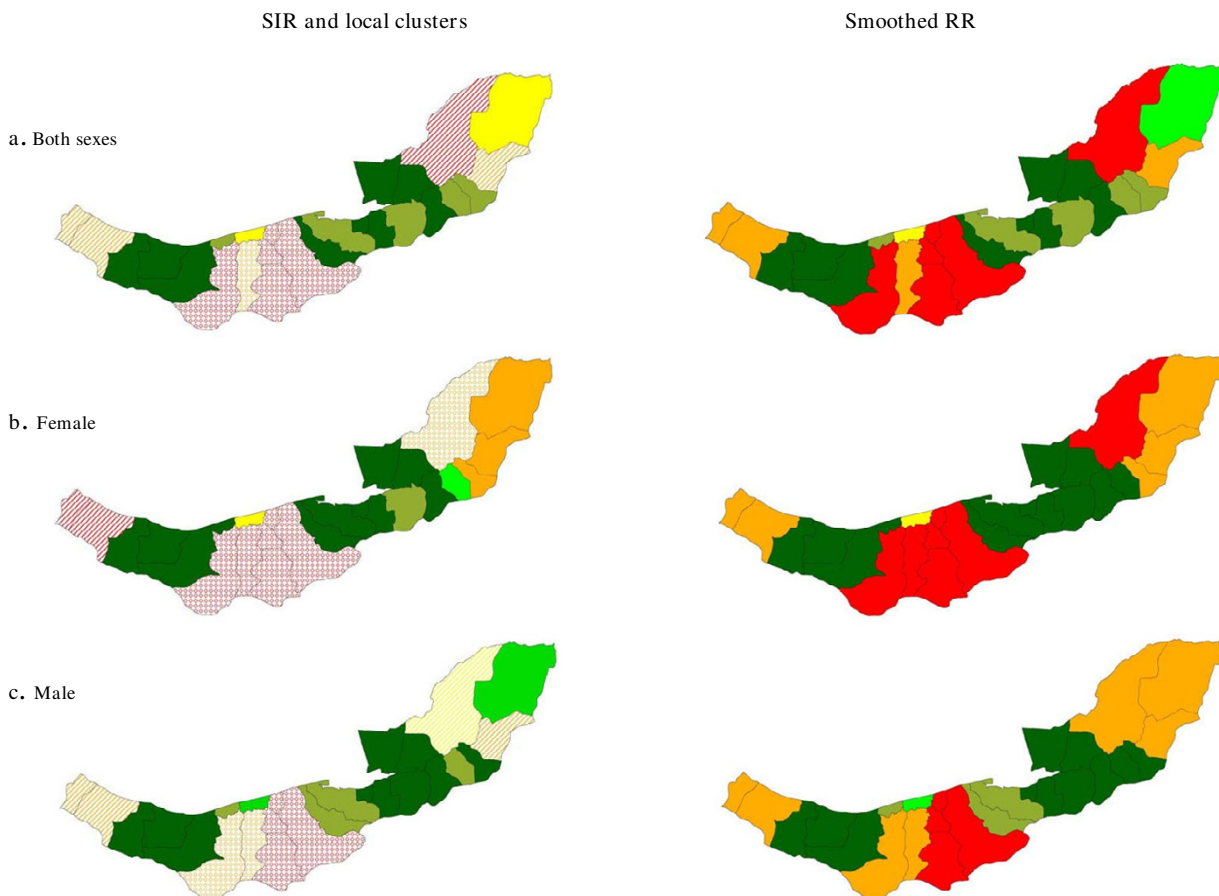 SIR and local clusters
Smoothed RR
a. Both sexes
b. Female
c. Male